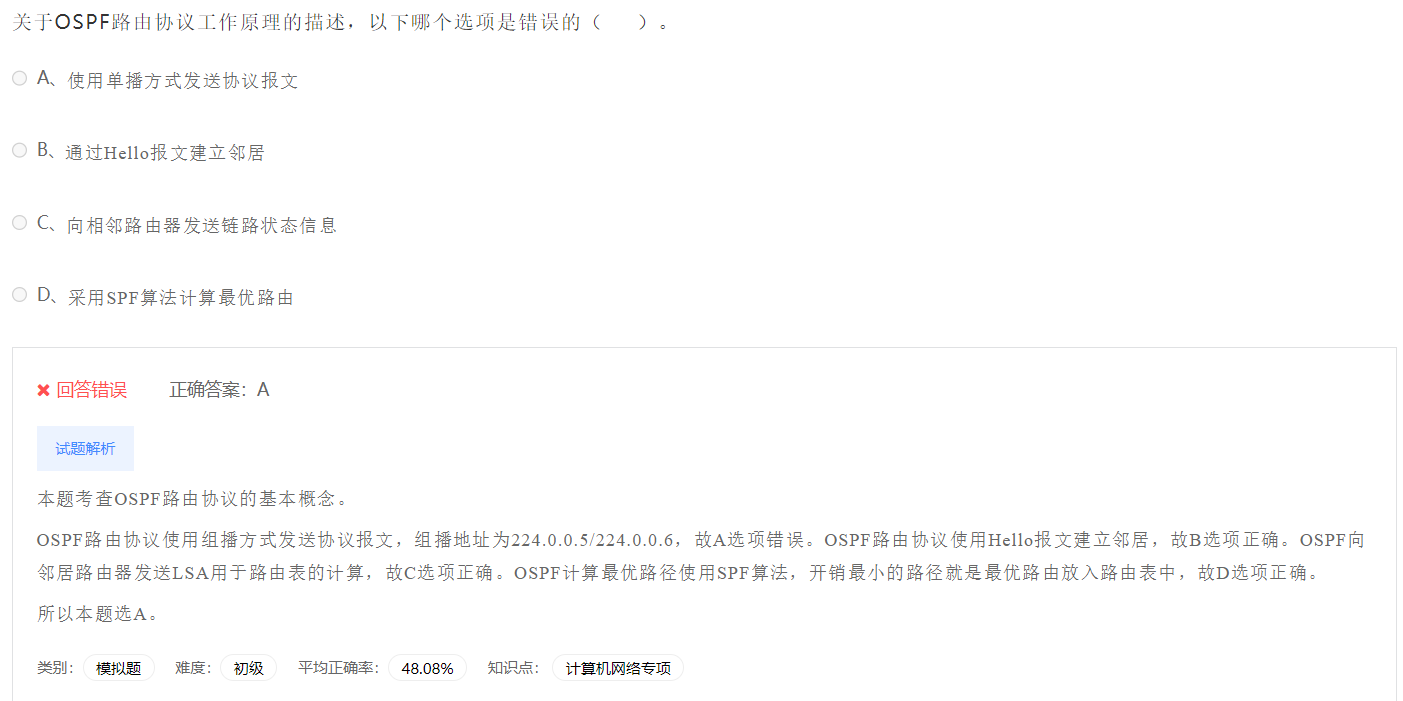 关于OSPF路由协议工作原理的描述，以下哪个选项是错误的（　　）。
A、使用单播方式发送协议报文
B、通过Hello报文建立邻居
C、向相邻路由器发送链路状态信息
D、采用SPF算法计算最优路由
回答错误 正确答案：A
试题解析
本题考查OSPF路由协议的基本概念。
OSPF路由协议使用组播方式发送协议报文，组播地址为224.0.0.5/224.0.0.6，故A选项错误。OSPF路由协议使用Hello报文建立邻居，故B选项正确。OSPF向
邻居路由器发送LSA用于路由表的计算，故C选项正确。OSPF计算最优路径使用SPF算法，开销最小的路径就是最优路由放入路由表中，故D选项正确。
所以本题选A。
类别： 模拟题 难度： 初级 平均正确率： 48.08% 知识点： 计算机网络专项